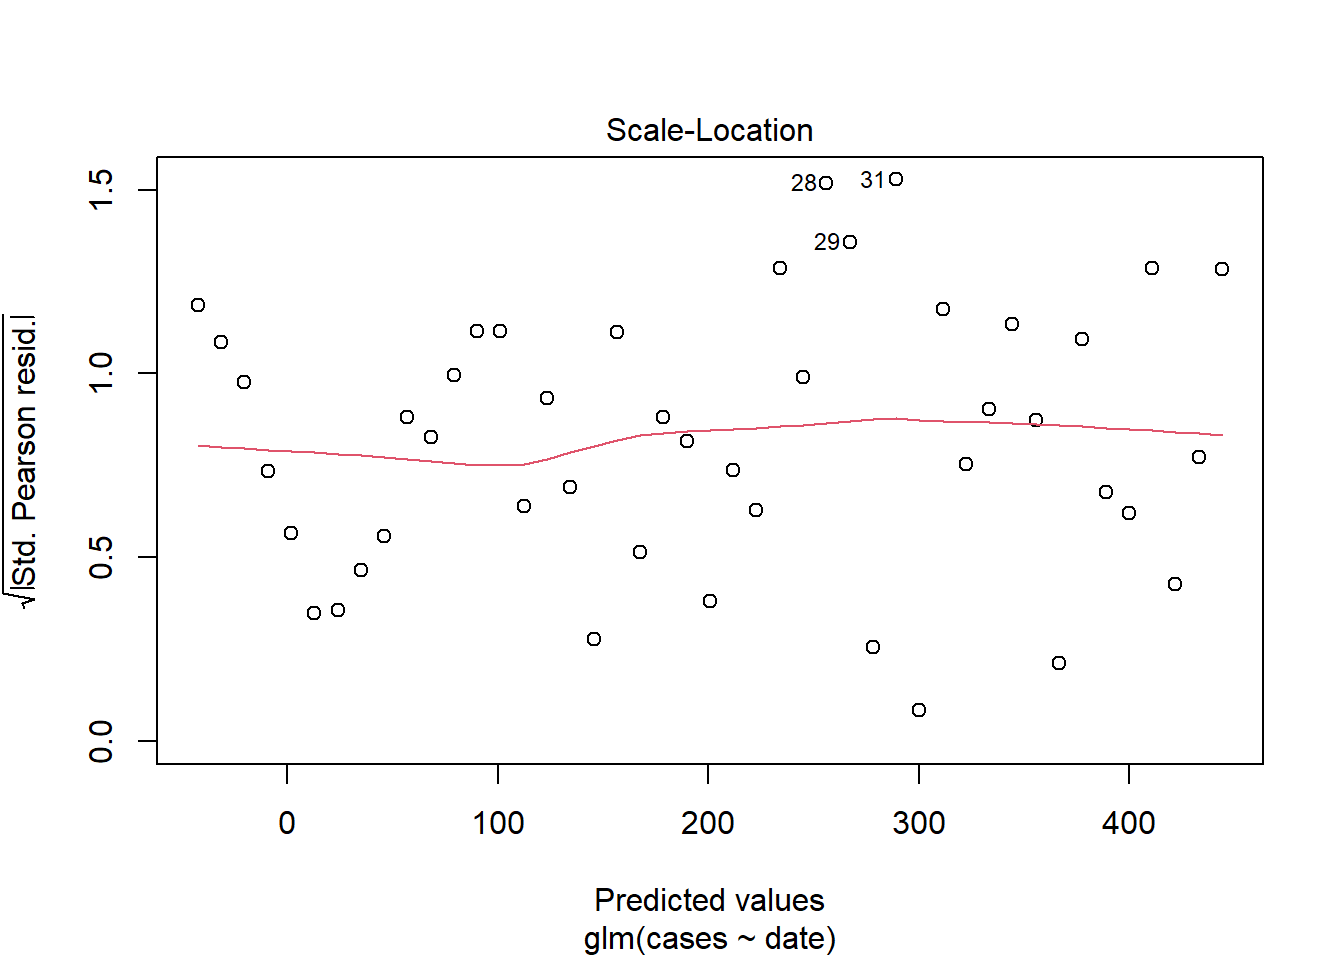 Scale-Location
√|Std. Pearson resid.|
1.5
1.0
0.5
0.0
28
31
29
0 100 200 300 400
Predicted values
glm(cases ~ date)